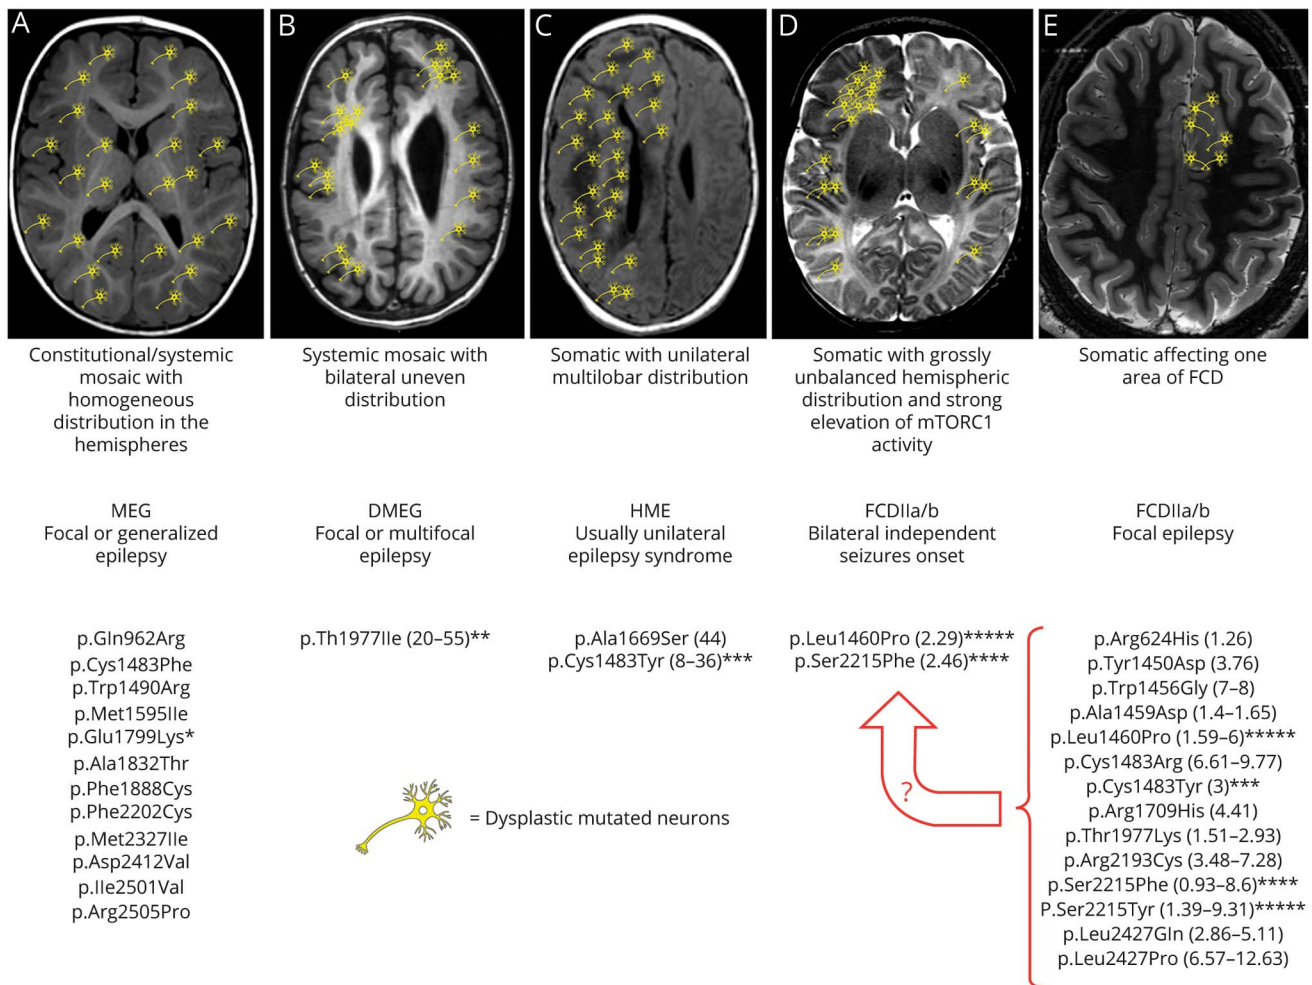 A
B
C
D
E
Constitutional/systemic
mosaic with
homogeneous
distribution in the
hemispheres
Systemic mosaic with
bilateral uneven
distribution
Somatic with unilateral
multilobar distribution
Somatic with grossly
unbalanced hemispheric
distribution and strong
elevation of mTORC1
activity
Somatic affecting one
area of FCD
MEG
Focal or generalized
epilepsy
DMEG
Focal or multifocal
epilepsy
HME
Usually unilateral
epilepsy syndrome
FCDIIa/b
Bilateral independent
seizures onset
FCDIIa/b
Focal epilepsy
p.Gln962Arg
p.Cys1483Phe
p.Trp1490Arg
p.Met1595Ile
p.Glu1799Lys*
p.Ala1832Thr
p.Phe1888Cys
p.Phe2202Cys
p.Met2327Ile
p.Asp2412Val
p.Ile2501Val
p.Arg2505Pro
p.Th1977Ile (20–55)**
p.Ala1669Ser (44)
p.Cys1483Tyr (8–36)***
p.Leu1460Pro (2.29)*****
p.Ser2215Phe (2.46)****
?
= Dysplastic mutated neurons
p.Arg624His (1.26)
p.Tyr1450Asp (3.76)
p.Trp1456Gly (7–8)
p.Ala1459Asp (1.4–1.65)
p.Leu1460Pro (1.59–6)*****
p.Cys1483Arg (6.61–9.77)
p.Cys1483Tyr (3)***
p.Arg1709His (4.41)
p.Thr1977Lys (1.51–2.93)
p.Arg2193Cys (3.48–7.28)
p.Ser2215Phe (0.93–8.6)****
P.Ser2215Tyr (1.39–9.31)*****
p.Leu2427Gln (2.86–5.11)
p.Leu2427Pro (6.57–12.63)